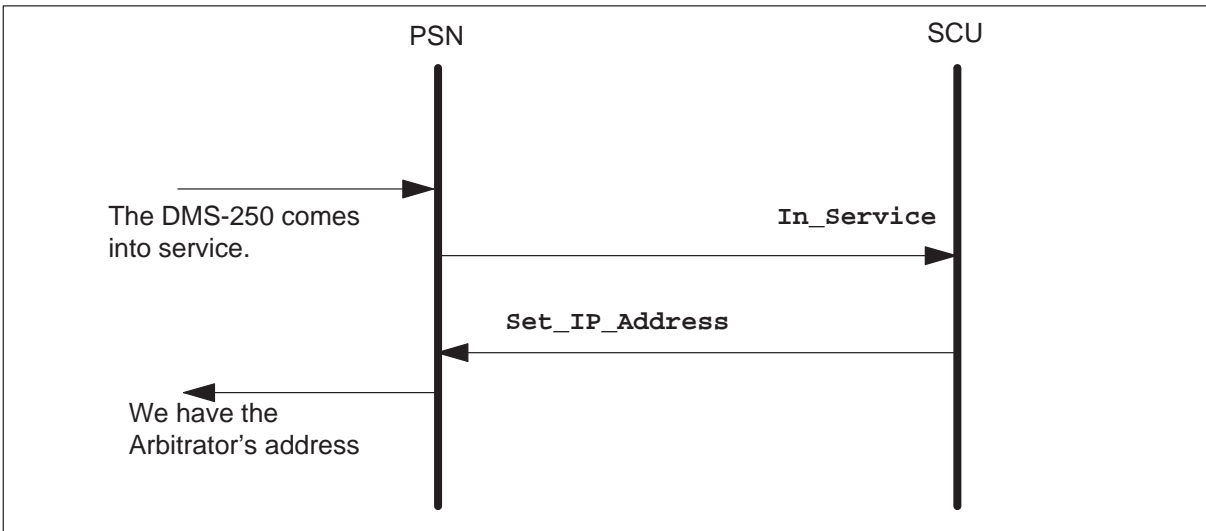 PSN
SCU
The DMS-250 comes
into service.
In_Service
Set_IP_Address
We have the
Arbitrator’s address